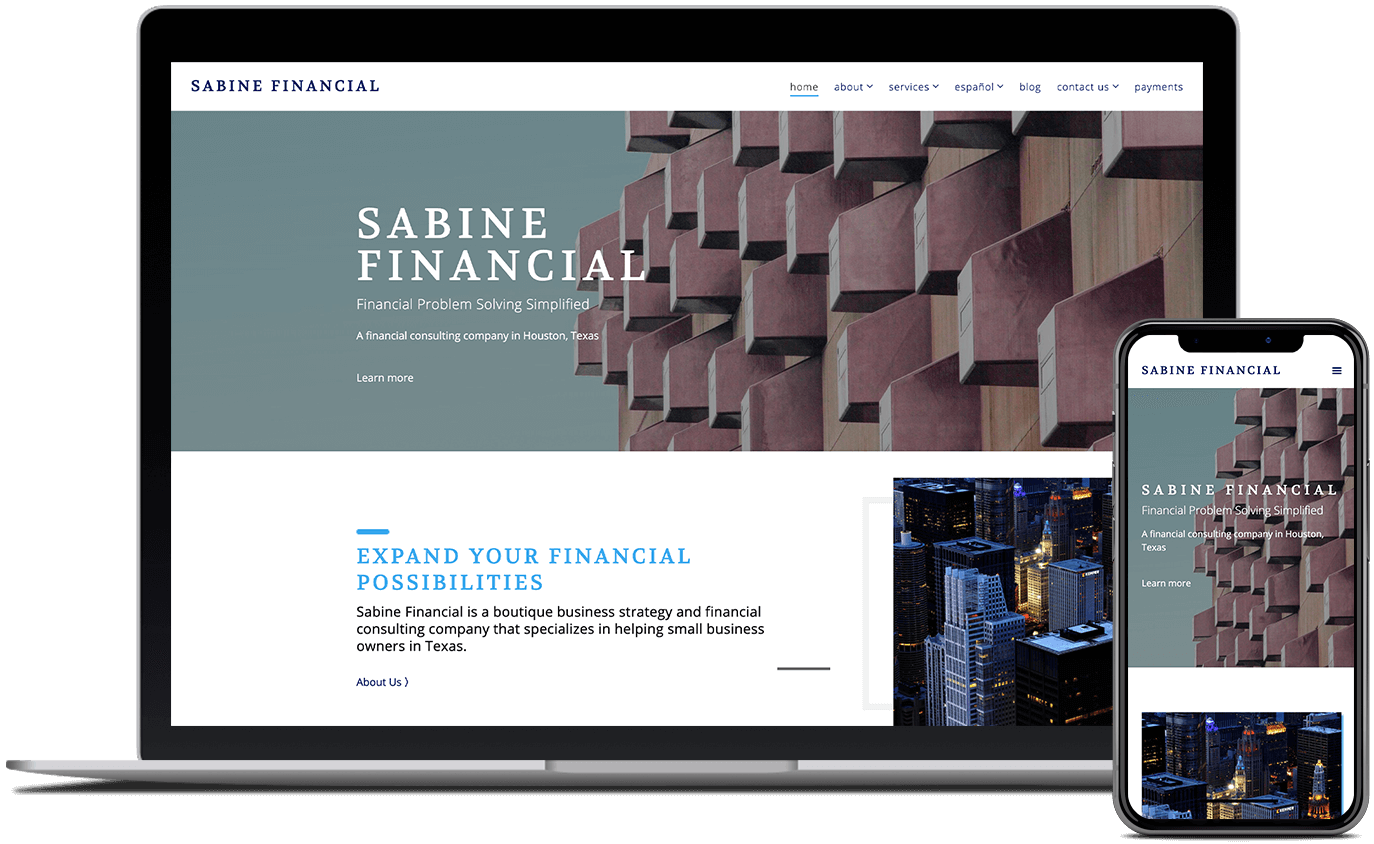 SABINE FINANCIAL
home about services español blog contact us payments
SABINE
FINANCIAL
Financial Problem Solving Simplified
A financial consulting company in Houston, Texas
Learn more
EXPAND YOUR FINANCIAL
POSSIBILITIES
Sabine Financial is a boutique business strategy and financial
consulting company that specializes in helping small business
owners in Texas.
About Us ⟩
SABINE FINANCIAL
SABINE FINANCIAL
Financial Problem Solving Simplified
A financial consulting company in Houston,
Texas
Learn more